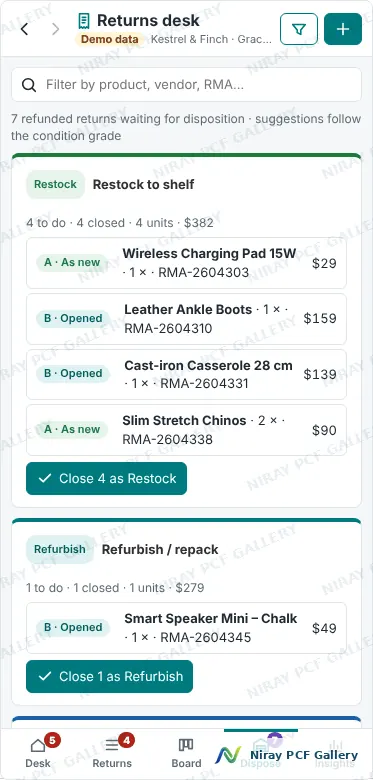 Returns desk
Demo data Kestrel & Finch · Grac...
Filter by product, vendor, RMA...
7 refunded returns waiting for disposition · suggestions follow
the condition grade
Restock Restock to shelf
4 to do · 4 closed · 4 units · $382
A · As new Wireless Charging Pad 15W
· 1 × · RMA-2604303 $29
B · Opened Leather Ankle Boots · 1 × ·
RMA-2604310 $159
B · Opened Cast-iron Casserole 28 cm
· 1 × · RMA-2604331 $139
A · As new Slim Stretch Chinos · 2 × ·
RMA-2604338 $90
Close 4 as Restock
Refurbish Refurbish / repack
1 to do · 1 closed · 1 units · $279
B · Opened Smart Speaker Mini – Chalk
· 1 × · RMA-2604345 $49
Close 1 as Refurbish
5 4
Desk Returns Board Disposs Insights
Niray PCF Gallery
NIRAY PCF GALLERY